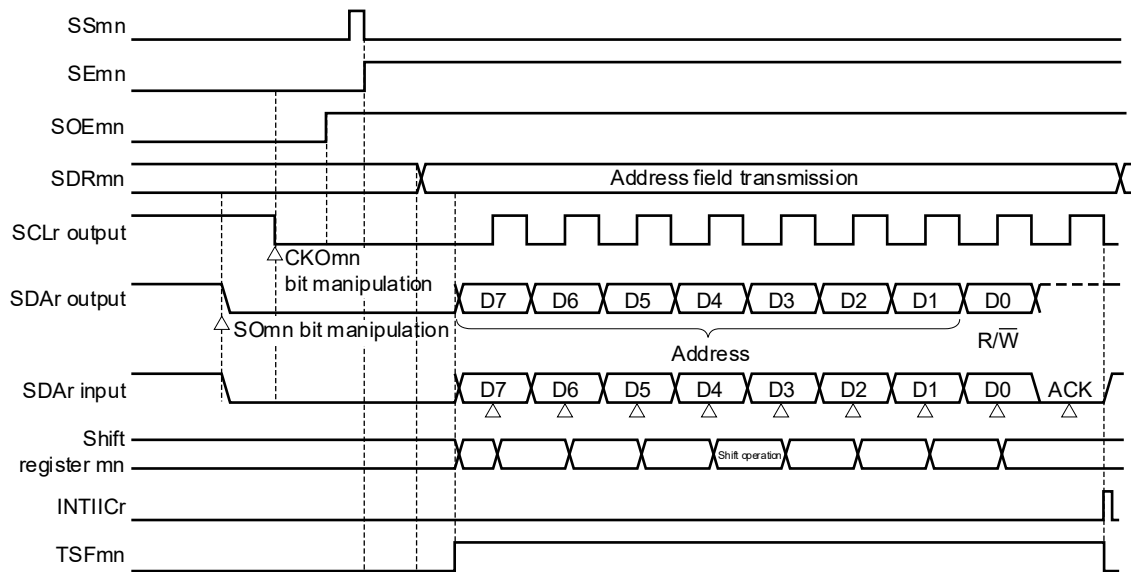 SSmn
SEmn
SOEmn
SDRmn
Address field transmission
SCLr output
CKOmn
bit manipulation
SDAr output
D7 D6 D5 D4 D3 D2 D1 D0
SOmn bit manipulation
R/W̅
Address
SDAr input
D7 D6 D5 D4 D3 D2 D1 D0 ACK
Shift
register mn
Shift operation
INTIICr
TSFmn